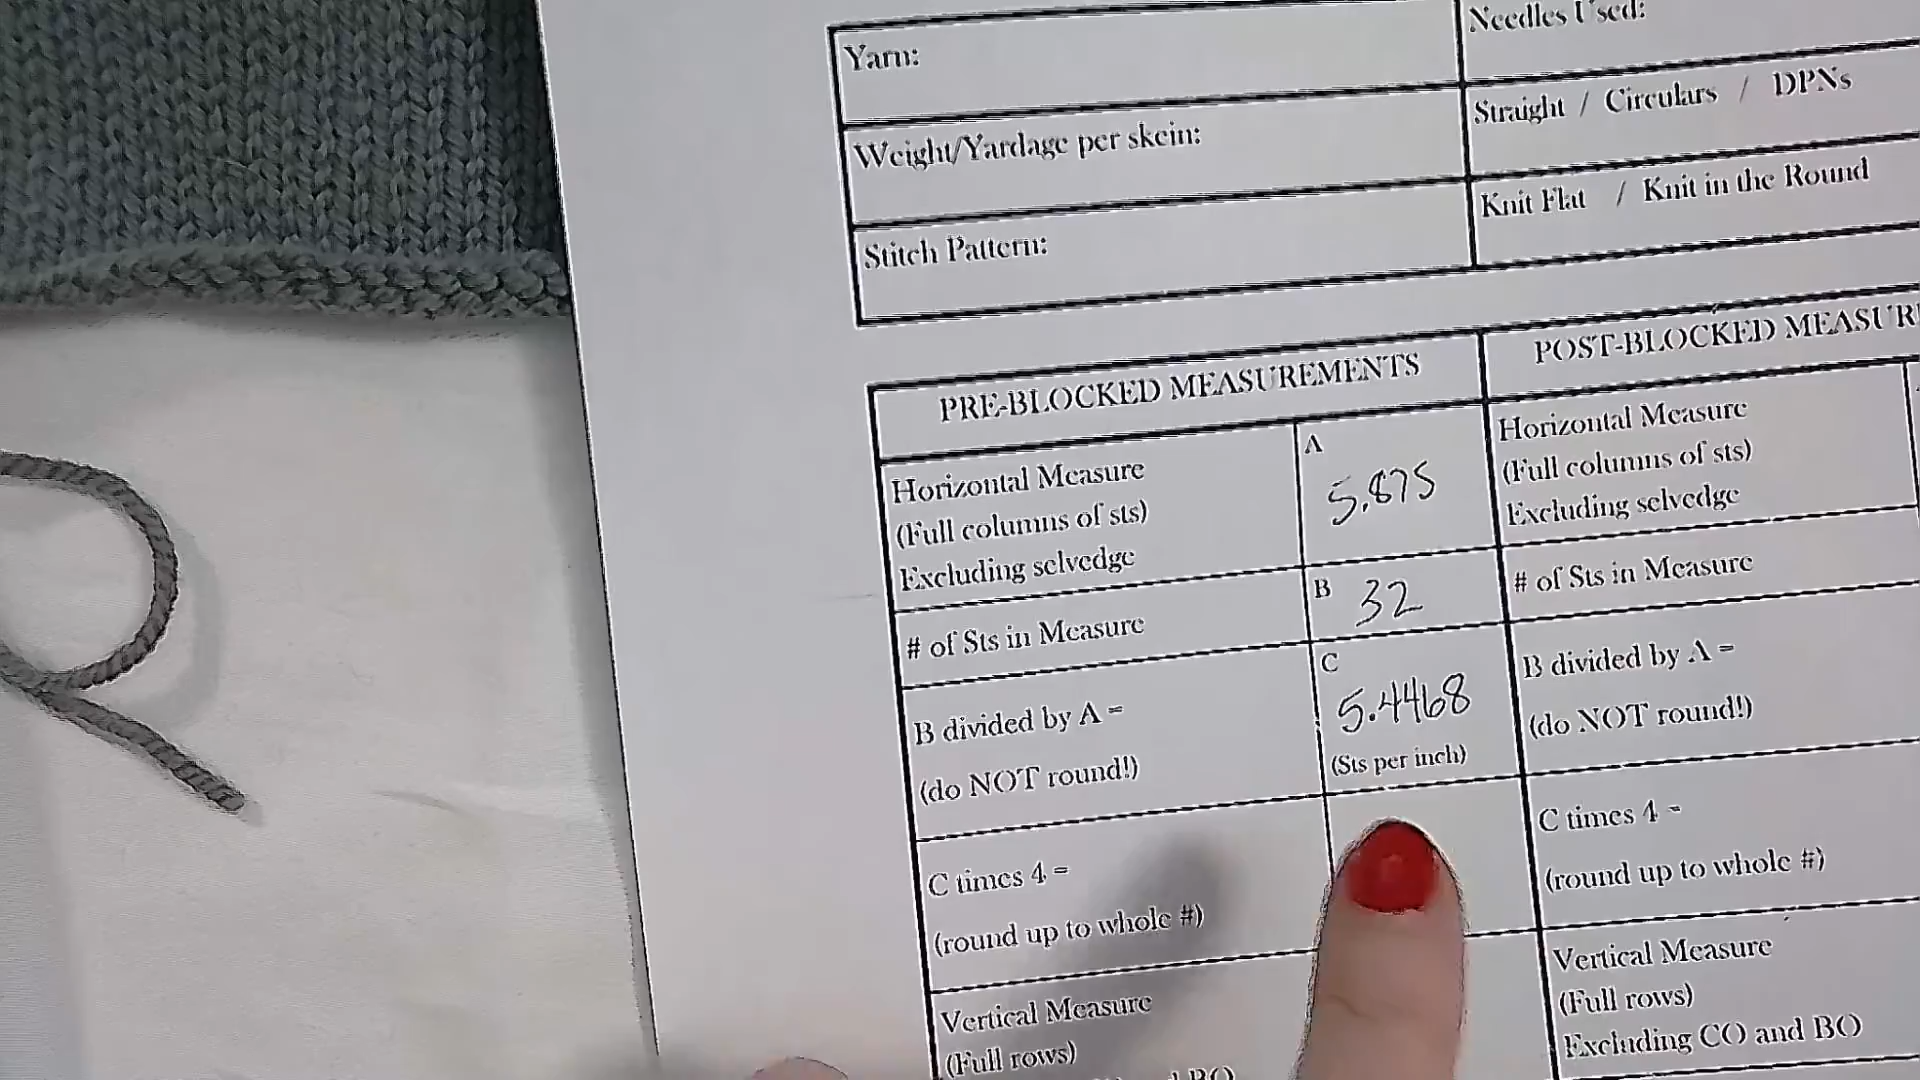 Yarn:
Needles Used:
Weight/Yardage per skein:
Straight / Circulars / DPNs
Stitch Pattern:
Knit Flat / Knit in the Round
PRE-BLOCKED MEASUREMENTS
Horizontal Measure
(Full columns of sts)
Excluding selvedge
A
5.875
# of Sts in Measure
B
32
B divided by A =
(do NOT round!)
C
5.4468
(Sts per inch)
C times 4 =
(round up to whole #)
Vertical Measure
(Full rows)
BO
POST-BLOCKED
Horizontal Measure
(Full columns of sts)
Excluding selvedge
# of Sts in Measure
B divided by A =
(do NOT round!)
C times 4 =
(round up to whole #)
Vertical Measure
(Full rows)
Excluding CO and BO